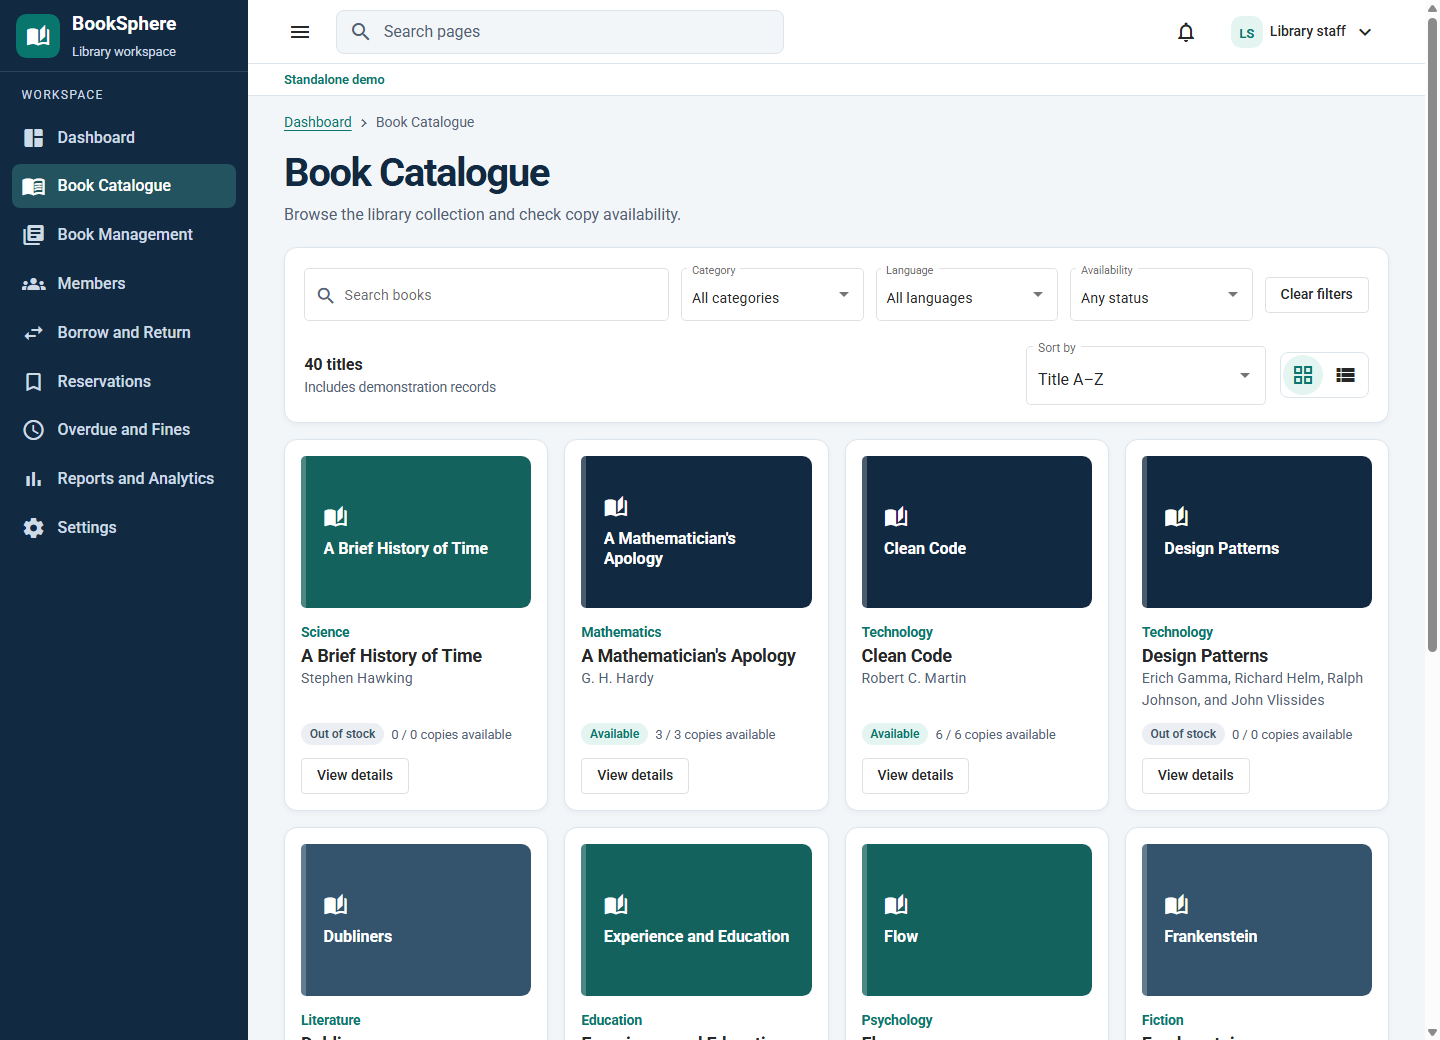 BookSphere
Library workspace
WORKSPACE
Dashboard
Book Catalogue
Book Management
Members
Borrow and Return
Reservations
Overdue and Fines
Reports and Analytics
Settings
Search pages
LS
Library staff
Standalone demo
Dashboard > Book Catalogue
Book Catalogue
Browse the library collection and check copy availability.
Search books
Category
All categories
Language
All languages
Availability
Any status
Clear filters
40 titles
Includes demonstration records
Sort by
Title A–Z
A Brief History of Time
Science
A Brief History of Time
Stephen Hawking
Out of stock
0 / 0 copies available
View details
A Mathematician's
Apology
Mathematics
A Mathematician's Apology
G. H. Hardy
Available
3 / 3 copies available
View details
Clean Code
Technology
Clean Code
Robert C. Martin
Available
6 / 6 copies available
View details
Design Patterns
Technology
Design Patterns
Erich Gamma, Richard Helm, Ralph
Johnson, and John Vlissides
Out of stock
0 / 0 copies available
View details
Dubliners
Literature
Experience and Education
Education
Flow
Psychology
Frankenstein
Fiction